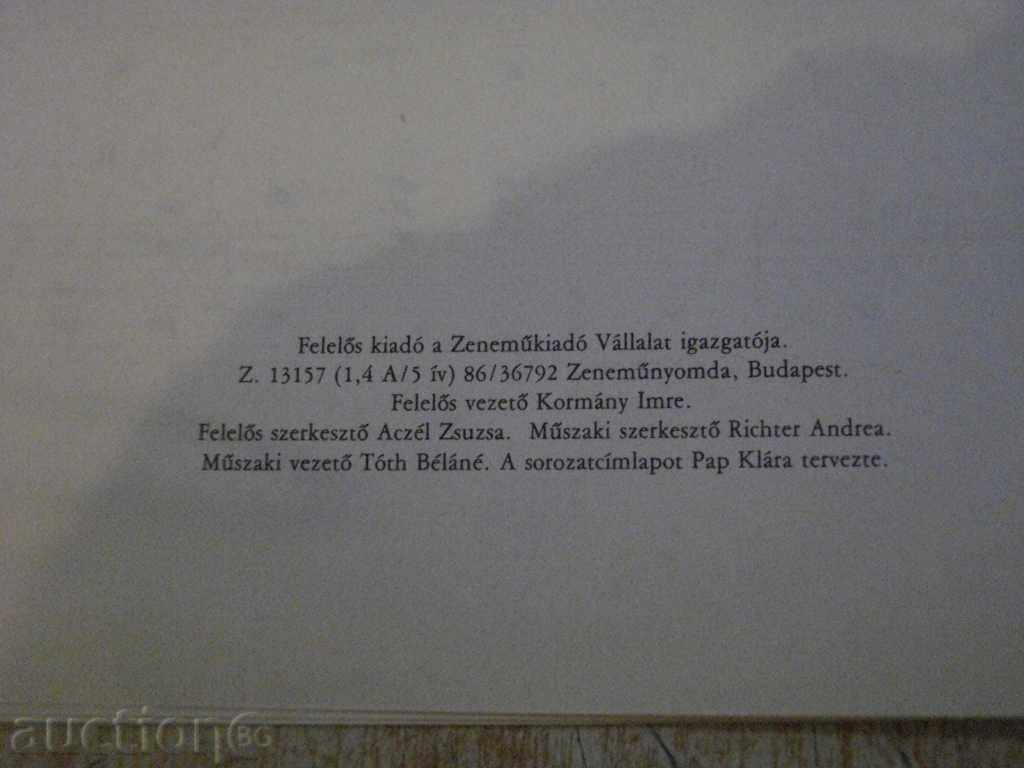 Felelős kiadó a Zeneműkiadó Vállalat igazgatója.
Z. 13157 (1,4 A/5 ív) 86/36792 Zeneműnyomda, Budapest.
Felelős vezető Kormány Imre.
Felelős szerkesztő Aczél Zsuzsa. Műszaki szerkesztő Richter Andrea.
Műszaki vezető Tóth Béláné. A sorozatcímlapot Pap Klára tervezte.
auction BG